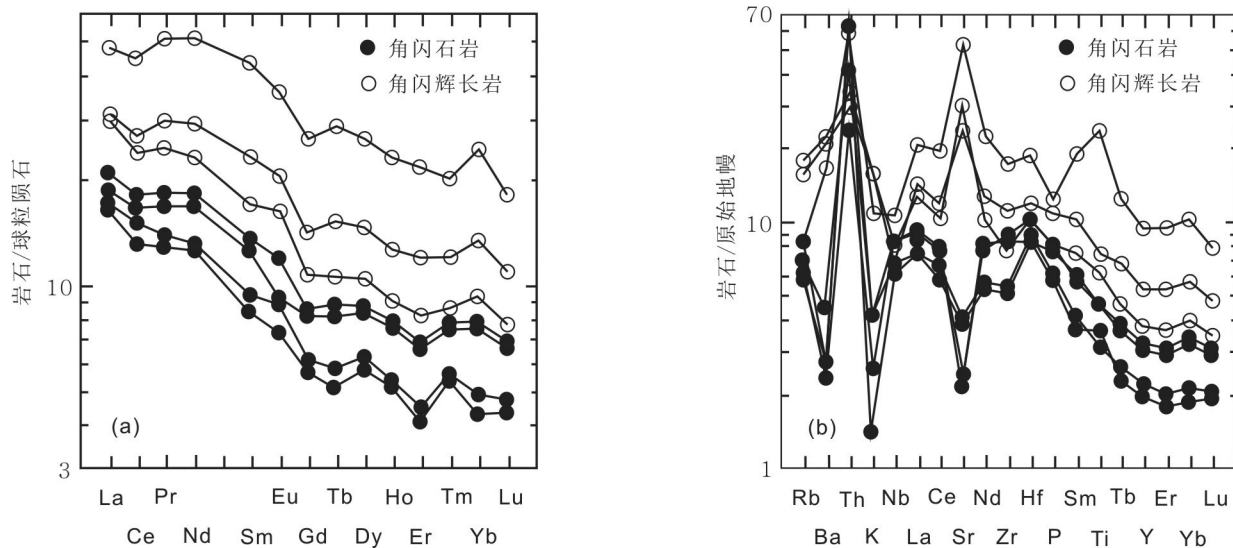 岩石/球粒陨石
10
3
角闪石岩
角闪辉长岩
(a)
La Pr Eu Tb Ho Tm Lu
Ce Nd Sm Gd Dy Er Yb
岩石/原始地幔
70
10
1
角闪石岩
角闪辉长岩
(b)
Rb Th Nb Ce Nd Hf Sm Tb Er Lu
Ba K La Sr Zr P Ti Y Yb